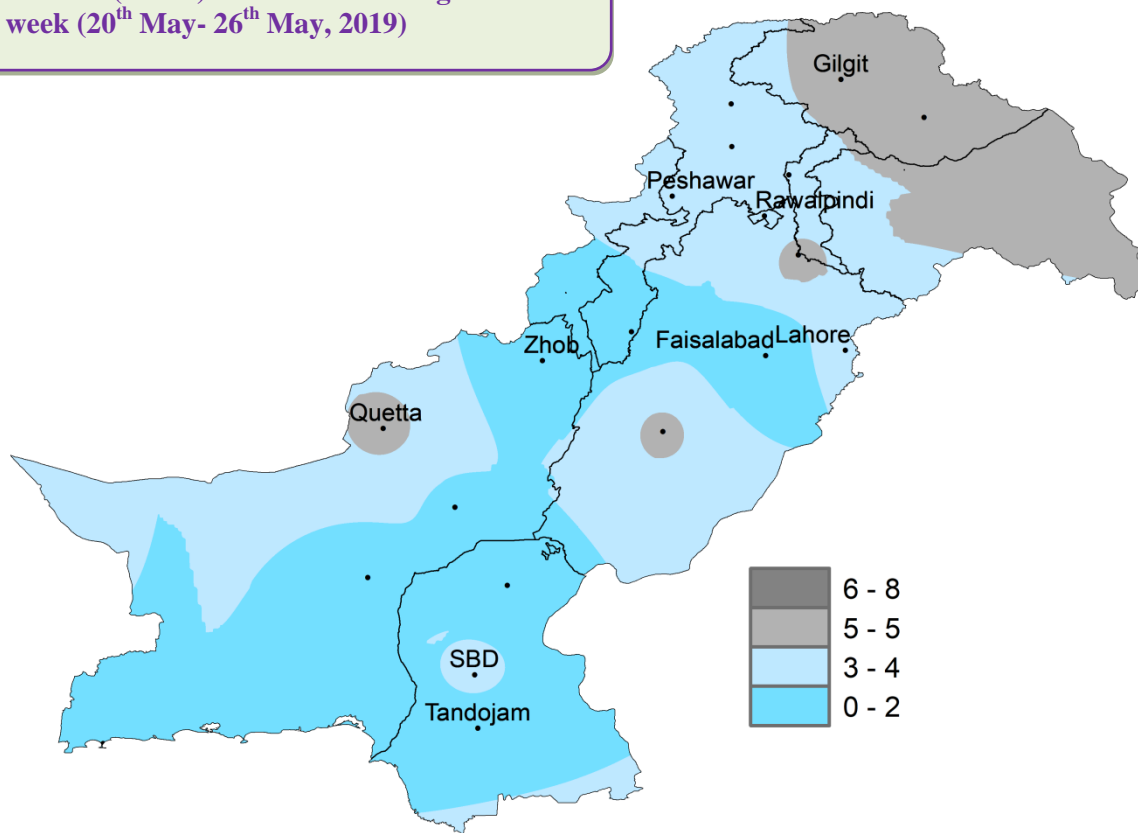 week (20th May- 26th May, 2019)
Gilgit
Peshawar
Rawalpindi
Zhob
Faisalabad
Lahore
Quetta
SBD
Tandojam
6 - 8
5 - 5
3 - 4
0 - 2